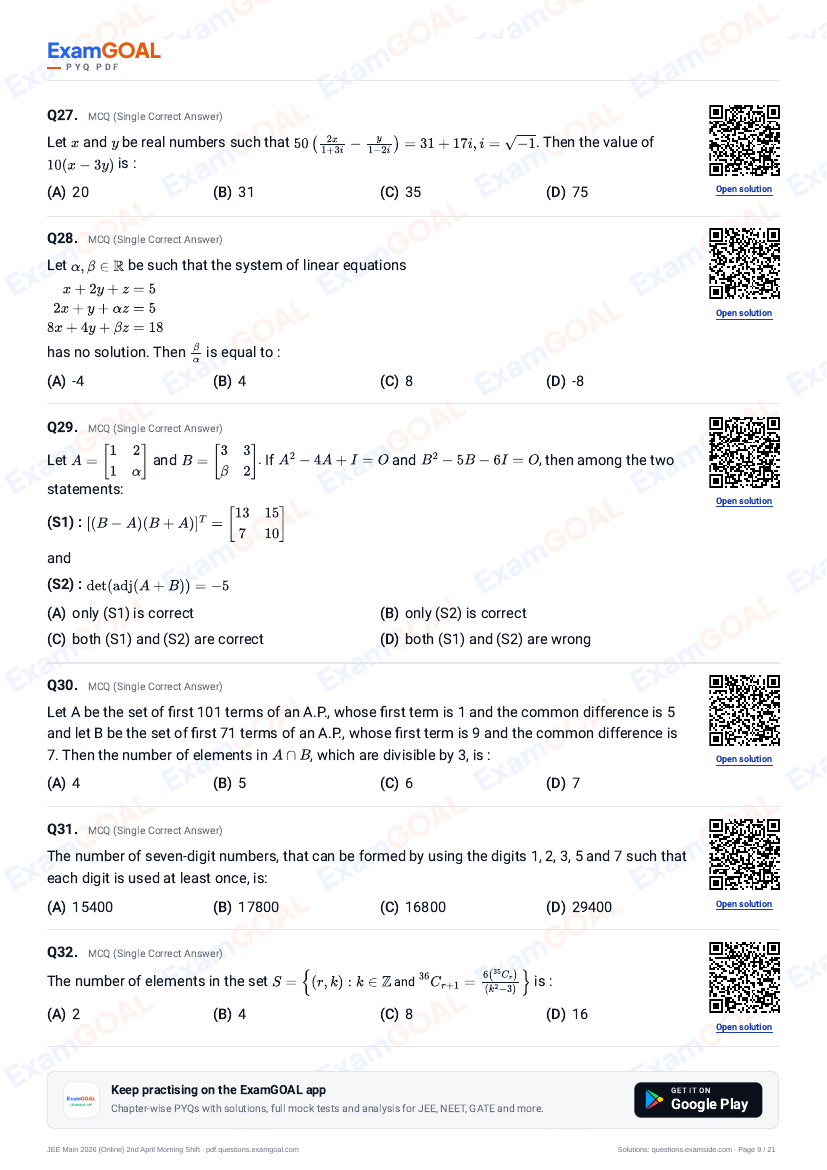 ExamGOAL
PYQ PDF
Q27. MCQ (Single Correct Answer)
Let x and y be real numbers such that 50 (2x/(1+3i) − y/(1−2i)) = 31 + 17i, i = √−1. Then the value of
10(x − 3y) is :
(A) 20 (B) 31 (C) 35 (D) 75
Open solution
Q28. MCQ (Single Correct Answer)
Let α, β ∈ ℝ be such that the system of linear equations
x + 2y + z = 5
2x + y + αz = 5
8x + 4y + βz = 18
has no solution. Then β/α is equal to :
(A) -4 (B) 4 (C) 8 (D) -8
Open solution
Q29. MCQ (Single Correct Answer)
Let A = [1 2; 1 α] and B = [3 3; β 2]. If A² − 4A + I = O and B² − 5B − 6I = O, then among the two
statements:
(S1) : [(B − A)(B + A)]ᵀ = [13 15; 7 10]
and
(S2) : det(adj(A + B)) = −5
(A) only (S1) is correct (B) only (S2) is correct
(C) both (S1) and (S2) are correct (D) both (S1) and (S2) are wrong
Open solution
Q30. MCQ (Single Correct Answer)
Let A be the set of first 101 terms of an A.P., whose first term is 1 and the common difference is 5
and let B be the set of first 71 terms of an A.P., whose first term is 9 and the common difference is
7. Then the number of elements in A ∩ B, which are divisible by 3, is :
(A) 4 (B) 5 (C) 6 (D) 7
Open solution
Q31. MCQ (Single Correct Answer)
The number of seven-digit numbers, that can be formed by using the digits 1, 2, 3, 5 and 7 such that
each digit is used at least once, is:
(A) 15400 (B) 17800 (C) 16800 (D) 29400
Open solution
Q32. MCQ (Single Correct Answer)
The number of elements in the set S = {(r, k) : k ∈ ℤ and ³⁶Cᵣ₊₁ = 6(³⁵Cᵣ)/(k²−3)} is :
(A) 2 (B) 4 (C) 8 (D) 16
Open solution
ExamGOAL
Keep practising on the ExamGOAL app
Chapter-wise PYQs with solutions, full mock tests and analysis for JEE, NEET, GATE and more.
GET IT ON
Google Play
JEE Main 2026 (Online) 2nd April Morning Shift · pdf.questions.examgoal.com Solutions: questions.examside.com · Page 9 / 21